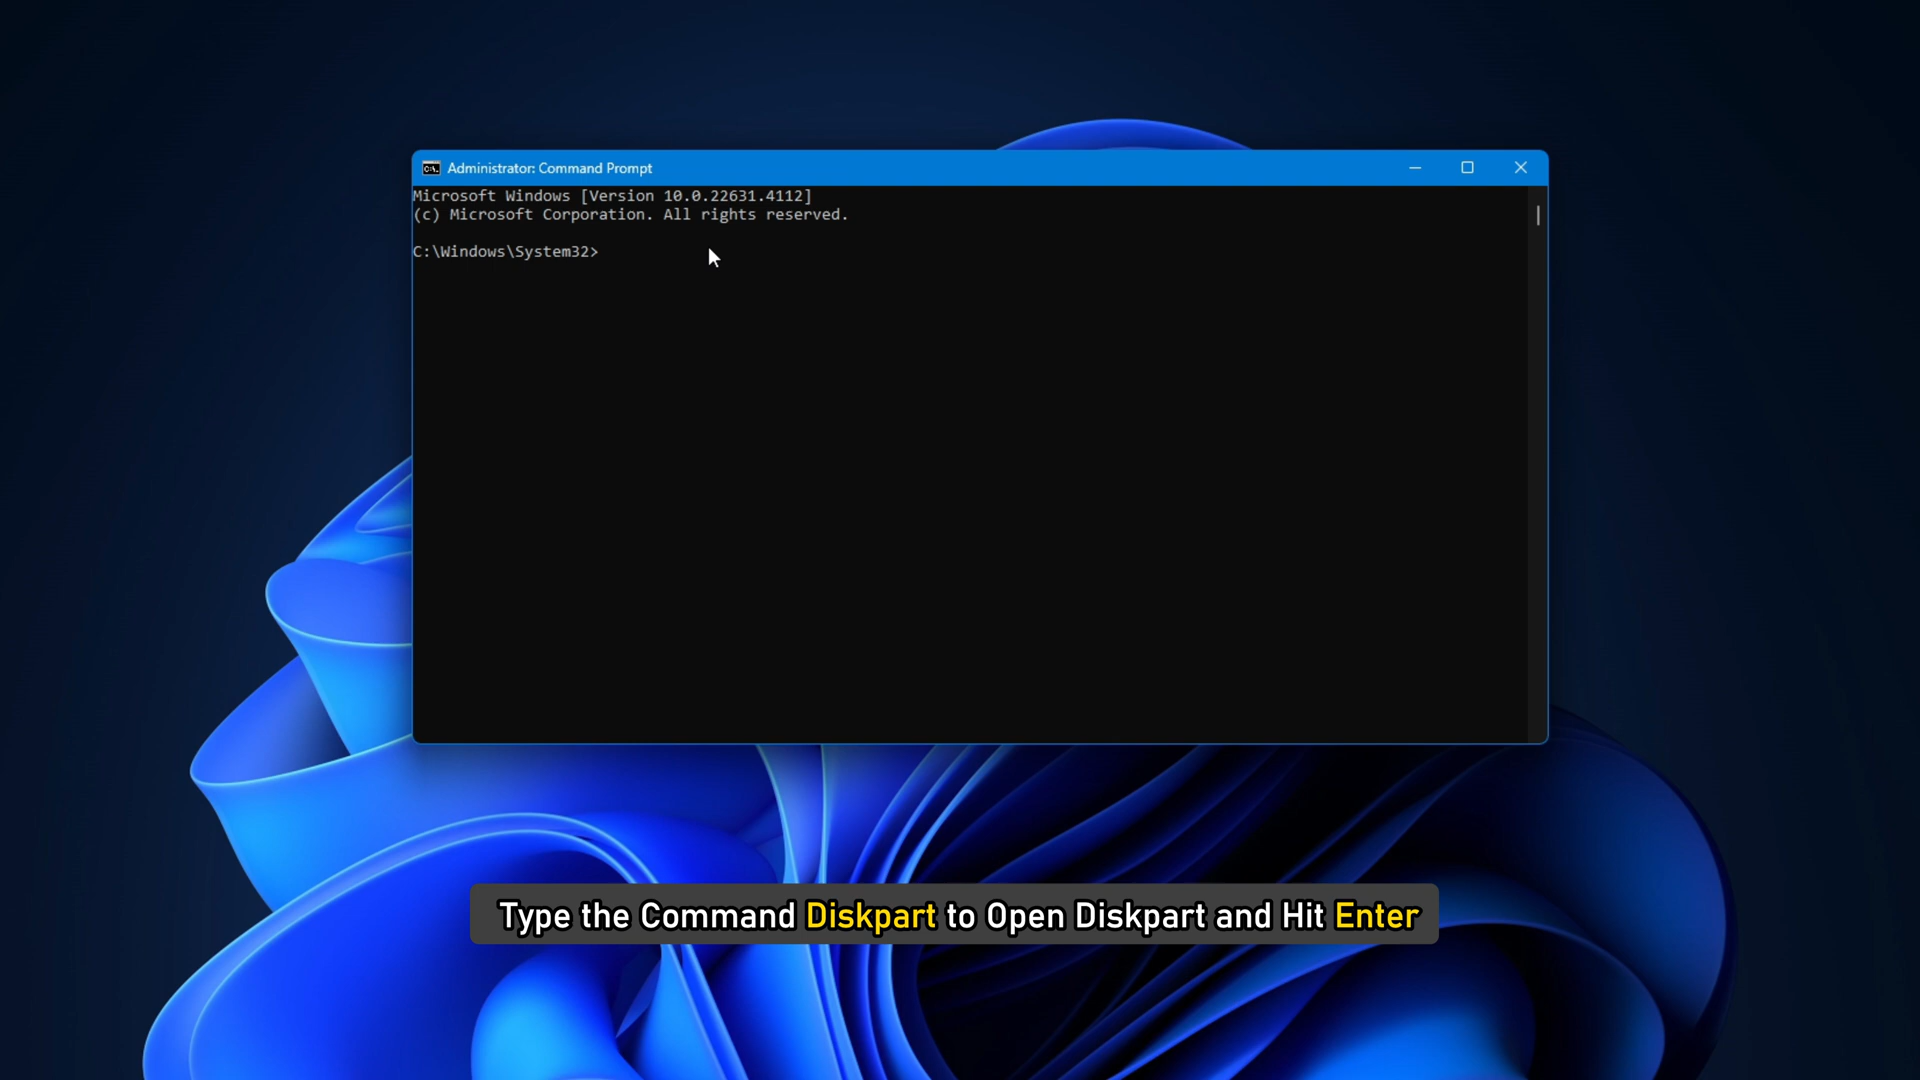 Administrator: Command Prompt
Microsoft Windows [Version 10.0.22631.4112]
(c) Microsoft Corporation. All rights reserved.
C:\Windows\System32>
Type the Command Diskpart to Open Diskpart and Hit Enter